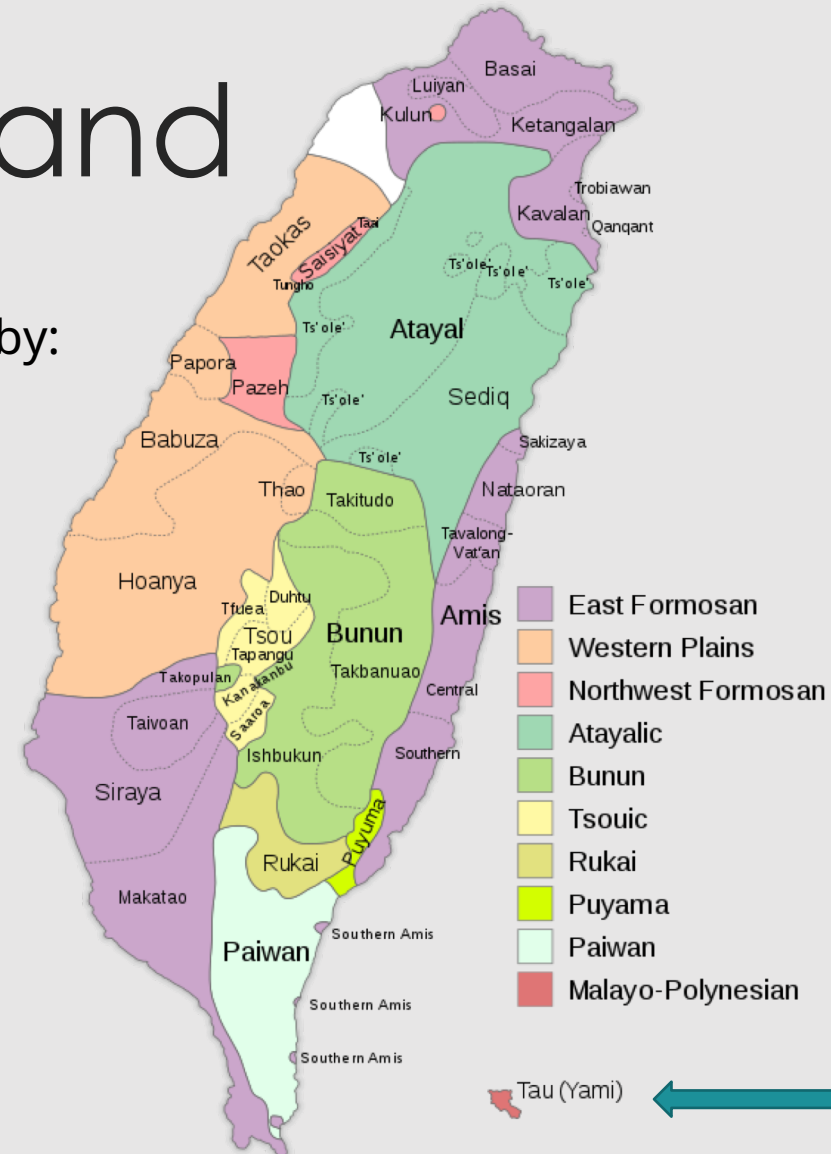 and
by:
Basai
Luiyan
Kulun
Ketangalan
Trobiawan
Kavalan
Qanqant
Taokas
Taai
Saisiyat
Tungho
Ts'ole'
Ts'ole'
Ts'ole'
Ts'ole'
Atayal
Papora
Pazeh
Ts'ole'
Sediq
Babuza
Sakizaya
Ts'ole'
Thao
Takitudo
Nataoran
Tavalong-
Vat'an
Hoanya
Duhtu
Tfuea
Tsou
Tapangu
Bunun
Amis
Takopulan
Kanakanbu
Takbanuao
Saaroa
Central
Taivoan
Ishbukun
Southern
Siraya
Puyuma
Rukai
Makatao
Paiwan
Southern Amis
Southern Amis
Southern Amis
East Formosan
Western Plains
Northwest Formosan
Atayalic
Bunun
Tsouic
Rukai
Puyama
Paiwan
Malayo-Polynesian
Tau (Yami)